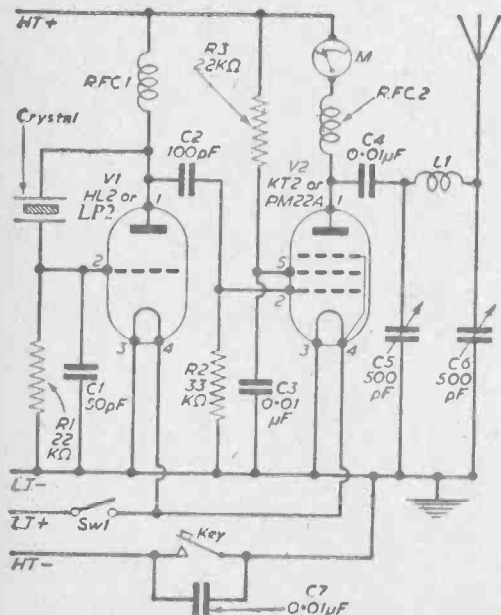 HT+
R3
22KΩ
M
R.F.C.1
R.F.C.2
Crystal
C2
100pF
C4
0·01μF
L1
V1
HL2 or
LP2
V2
KT2 or
PM22A
1
1
2
5
2
3
4
3
4
C1
50pF
R1
22
KΩ
R2
33
KΩ
C3
0·01
μF
C5
500
pF
C6
500
pF
LT-
LT+
Sw1
Key
HT-
C7
0·01μF